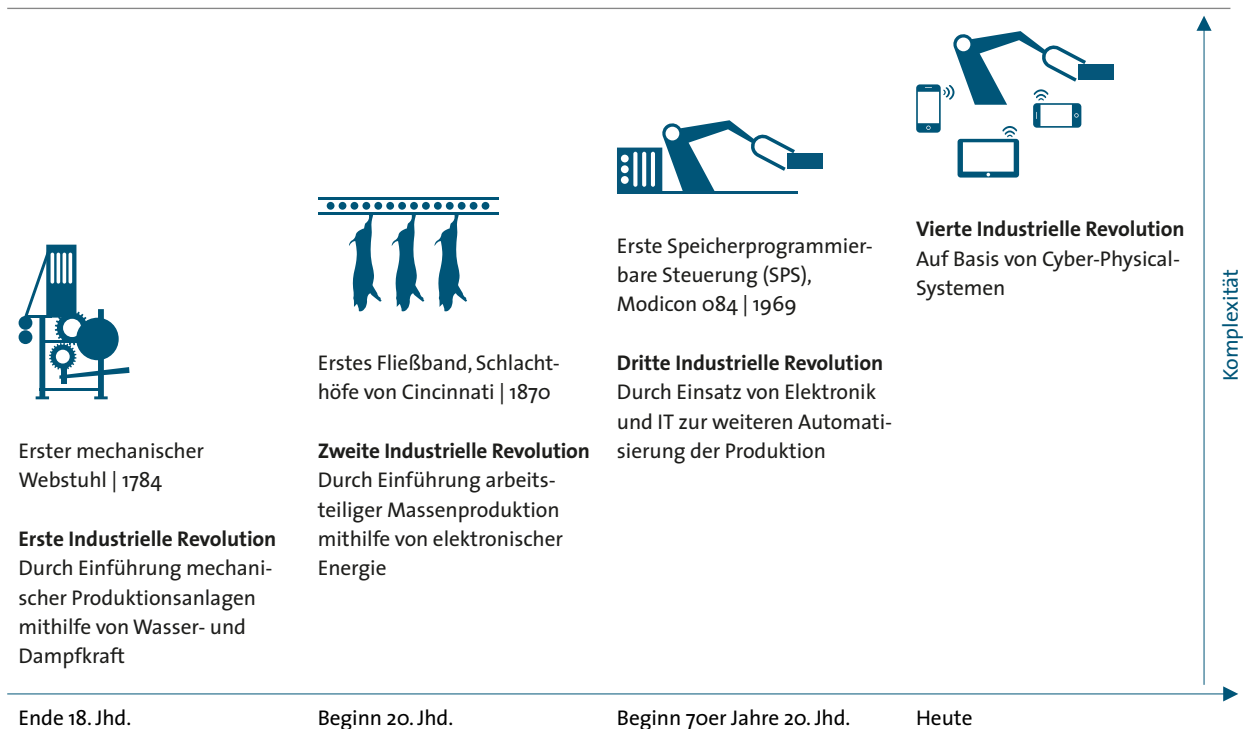 Erster mechanischer
Webstuhl | 1784
Erste Industrielle Revolution
Durch Einführung mechani-
scher Produktionsanlagen
mithilfe von Wasser- und
Dampfkraft
Erstes Fließband, Schlacht-
höfe von Cincinnati | 1870
Zweite Industrielle Revolution
Durch Einführung arbeits-
teiliger Massenproduktion
mithilfe von elektronischer
Energie
Erste Speicherprogrammier-
bare Steuerung (SPS),
Modicon 084 | 1969
Dritte Industrielle Revolution
Durch Einsatz von Elektronik
und IT zur weiteren Automati-
sierung der Produktion
Vierte Industrielle Revolution
Auf Basis von Cyber-Physical-
Systemen
Komplexität
Ende 18. Jhd.
Beginn 20. Jhd.
Beginn 70er Jahre 20. Jhd.
Heute